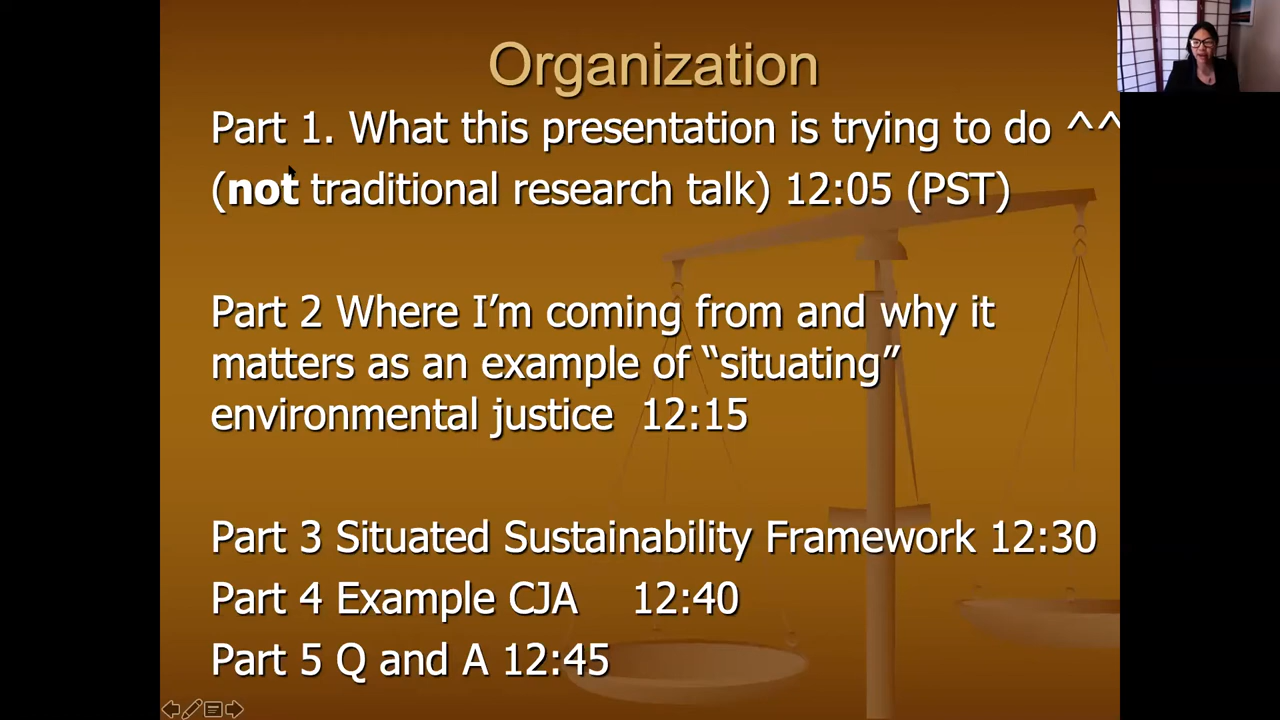 Organization
Part 1. What this presentation is trying to do ^^
(not traditional research talk) 12:05 (PST)
Part 2 Where I’m coming from and why it
matters as an example of “situating”
environmental justice 12:15
Part 3 Situated Sustainability Framework 12:30
Part 4 Example CJA 12:40
Part 5 Q and A 12:45